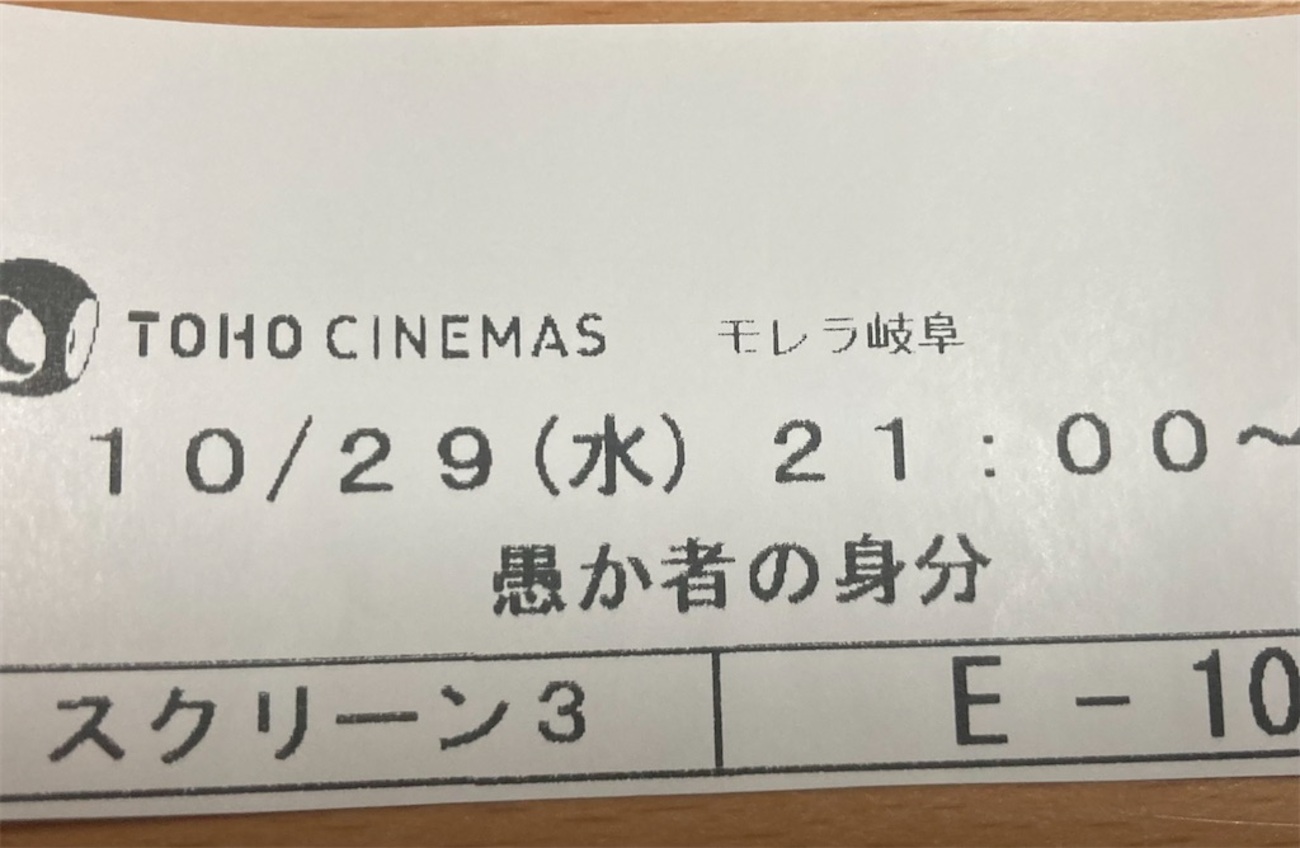 TOHO CINEMAS モレラ岐阜
10/29(水) 21:00~
愚か者の身分
スクリーン3 E-10